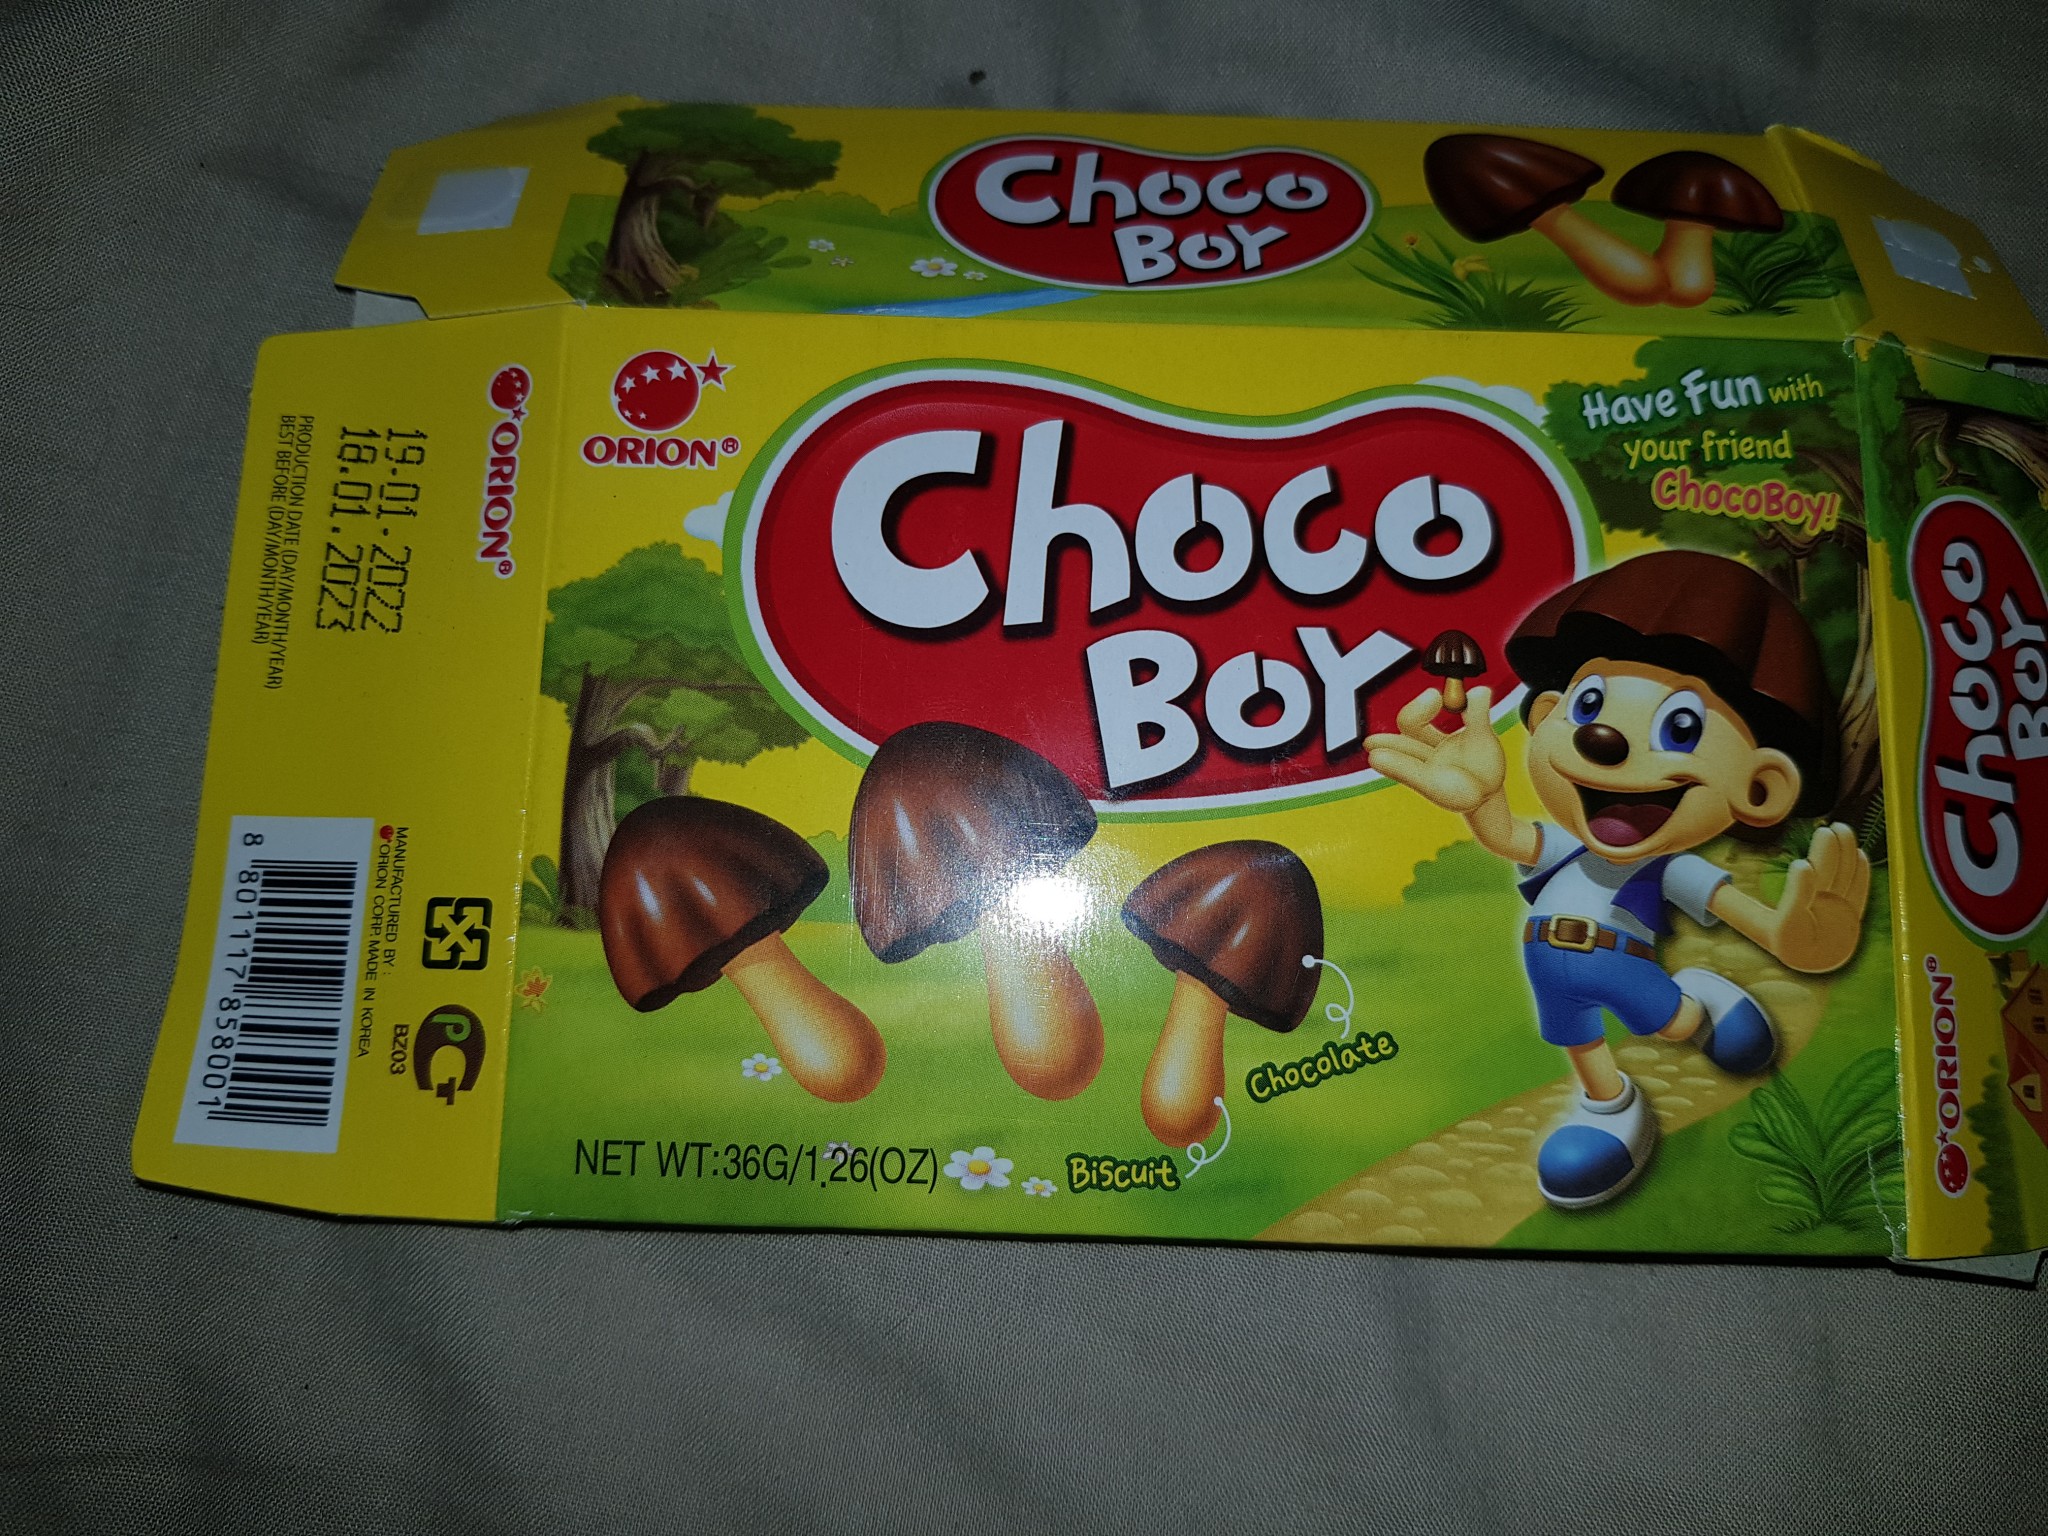 Choco
Boy
ORION®
Choco
Boy
Have Fun with
your friend
ChocoBoy!
Chocolate
Biscuit
NET WT:36G/1.26(OZ)
ORION®
19.01.2022
18.01.2023
PRODUCTION DATE (DAY/MONTH/YEAR)
BEST BEFORE (DAY/MONTH/YEAR)
MANUFACTURED BY :
ORION CORP. MADE IN KOREA
BZ03
PCT
8 801117 858001
Choco
Boy
ORION®